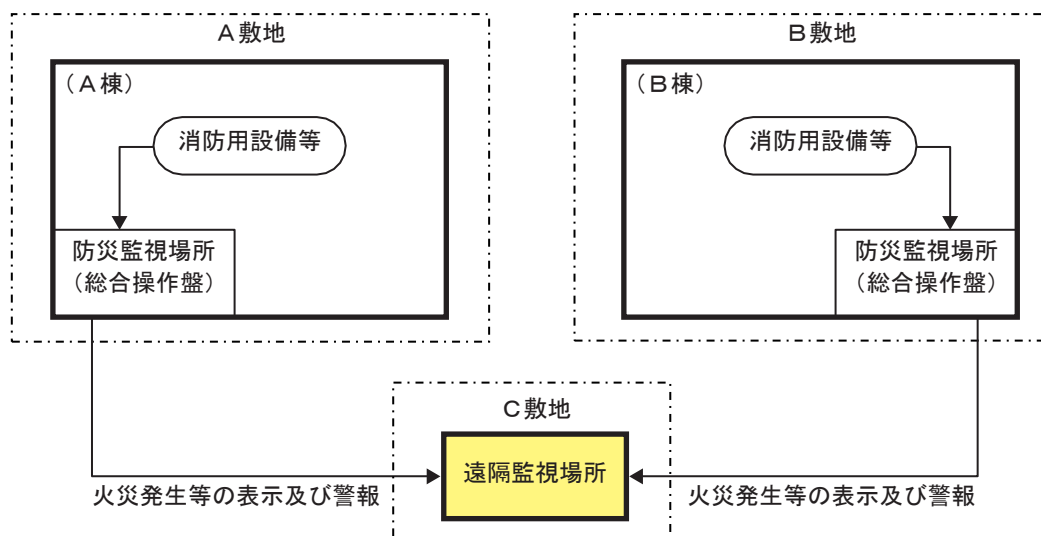 A敷地
(A棟)
消防用設備等
防災監視場所
(総合操作盤)
B敷地
(B棟)
消防用設備等
防災監視場所
(総合操作盤)
C敷地
遠隔監視場所
火災発生等の表示及び警報
火災発生等の表示及び警報